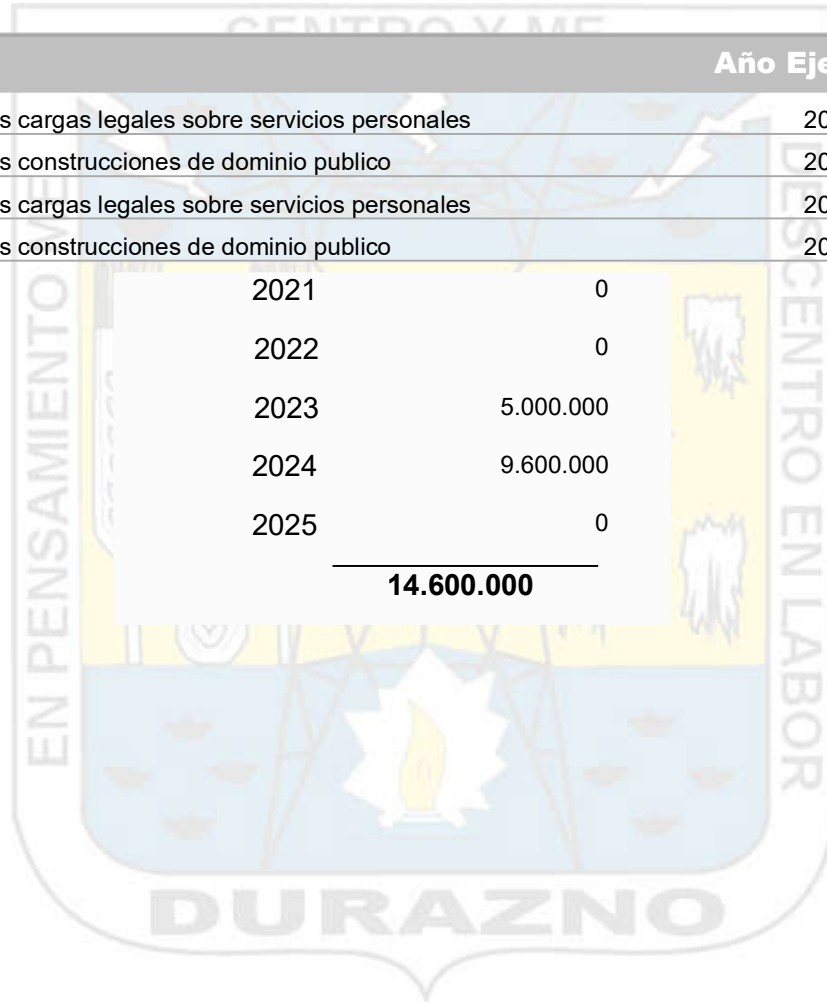 CENTRO Y ME
Año Eje
s cargas legales sobre servicios personales 20
s construcciones de dominio publico 20
s cargas legales sobre servicios personales 20
s construcciones de dominio publico 20
2021 0
2022 0
2023 5.000.000
2024 9.600.000
2025 0
14.600.000
EN PENSAMIENTO ME
DESCENTRO EN LABOR
DURAZNO